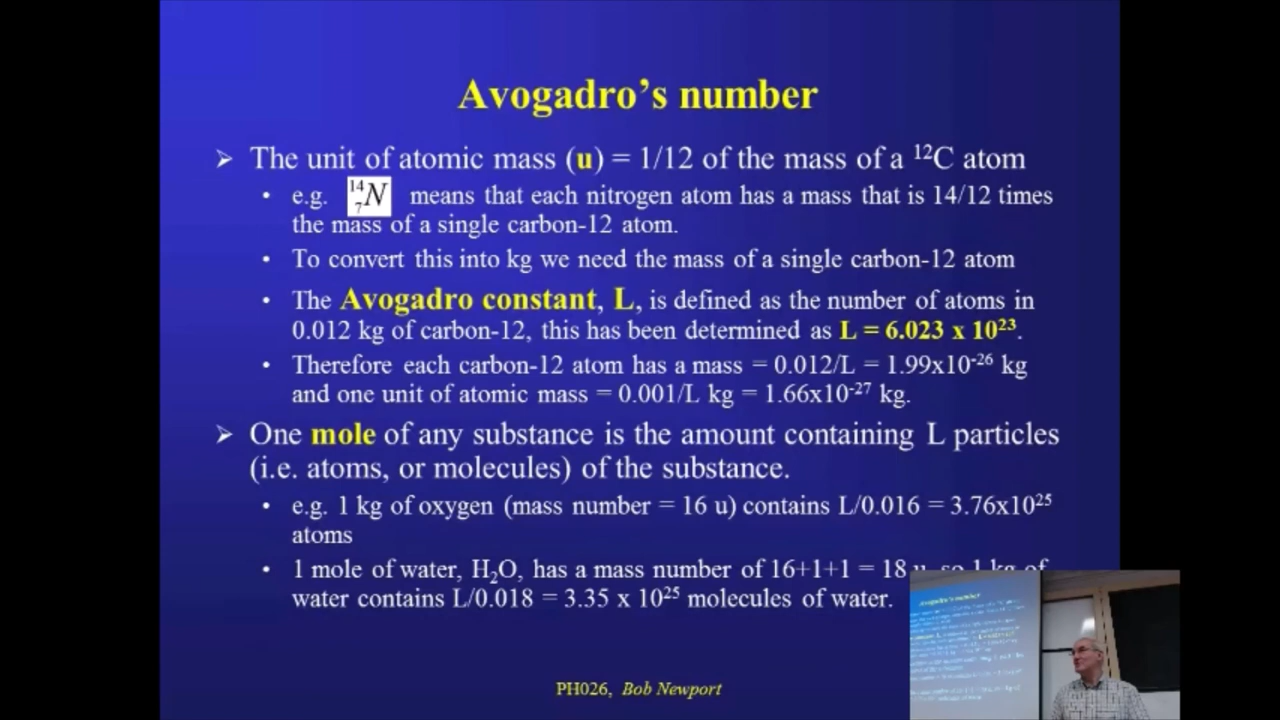 Avogadro's number
➢ The unit of atomic mass (u) = 1/12 of the mass of a ¹²C atom
• e.g. ¹⁴₇N means that each nitrogen atom has a mass that is 14/12 times
the mass of a single carbon-12 atom.
• To convert this into kg we need the mass of a single carbon-12 atom
• The Avogadro constant, L, is defined as the number of atoms in
0.012 kg of carbon-12, this has been determined as L = 6.023 x 10²³.
• Therefore each carbon-12 atom has a mass = 0.012/L = 1.99x10⁻²⁶ kg
and one unit of atomic mass = 0.001/L kg = 1.66x10⁻²⁷ kg.
➢ One mole of any substance is the amount containing L particles
(i.e. atoms, or molecules) of the substance.
• e.g. 1 kg of oxygen (mass number = 16 u) contains L/0.016 = 3.76x10²⁵
atoms
• 1 mole of water, H₂O, has a mass number of 16+1+1 = 18 u, so 1 kg of
water contains L/0.018 = 3.35 x 10²⁵ molecules of water.
PH026, Bob Newport
Avogadro's number